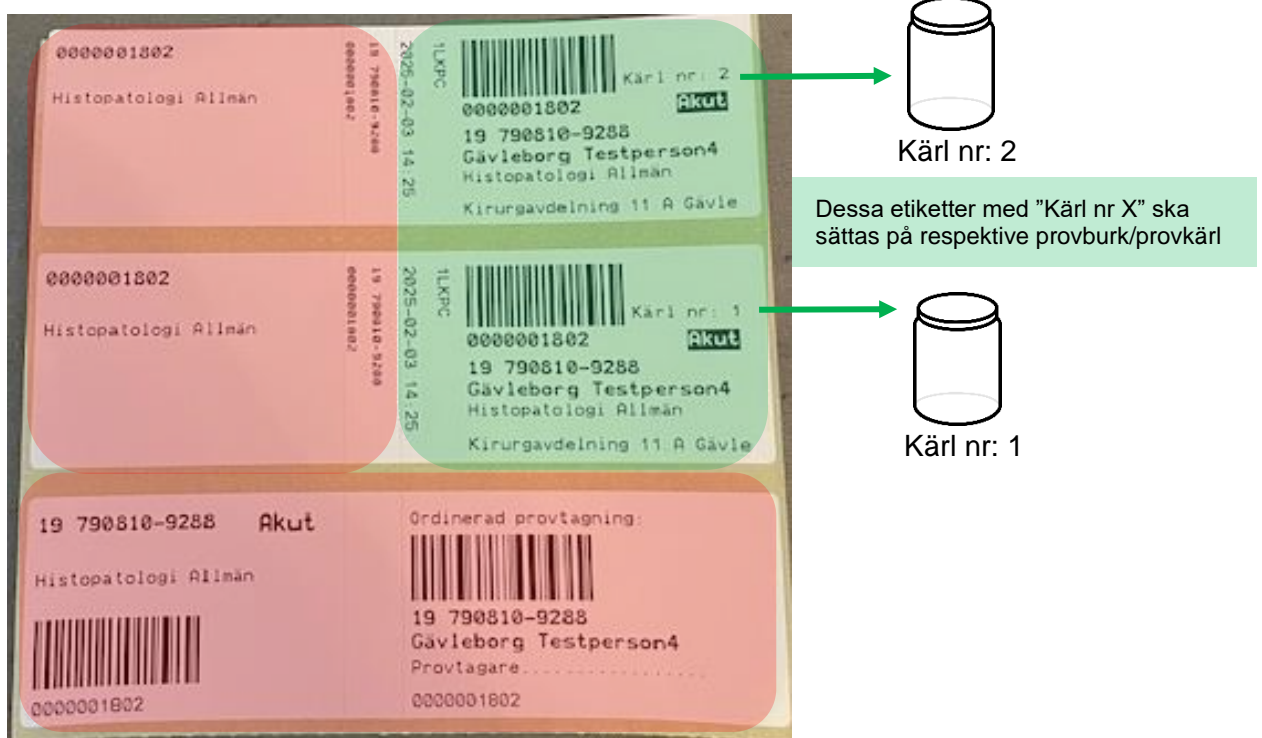 0000001802
Histopatologi Allmän
0000001802
19 790810-9288
2025-02-03 14:25
1LKPC
Kärl nr: 2
0000001802
Akut
19 790810-9288
Gävleborg Testperson4
Histopatologi Allmän
Kirurgavdelning 11 A Gävle
Kärl nr: 2
Dessa etiketter med ”Kärl nr X” ska
sättas på respektive provburk/provkärl
0000001802
Histopatologi Allmän
0000001802
19 790810-9288
2025-02-03 14:25
1LKPC
Kärl nr: 1
0000001802
Akut
19 790810-9288
Gävleborg Testperson4
Histopatologi Allmän
Kirurgavdelning 11 A Gävle
Kärl nr: 1
19 790810-9288 Akut
Histopatologi Allmän
0000001802
Ordinerad provtagning:
19 790810-9288
Gävleborg Testperson4
Provtagare..................
0000001802